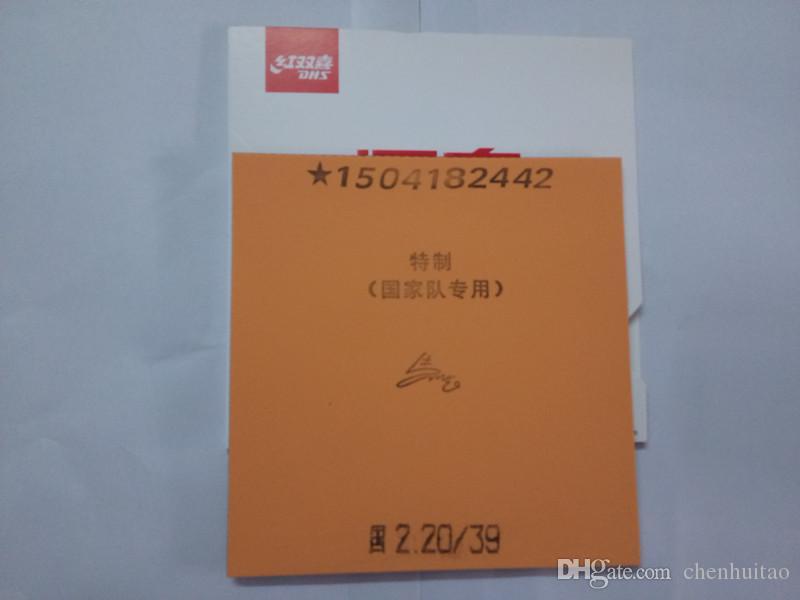 红双喜
DHS
★1504182442
特制
（国家队专用）
国 2.20/39
DHgate.com chenhuitao